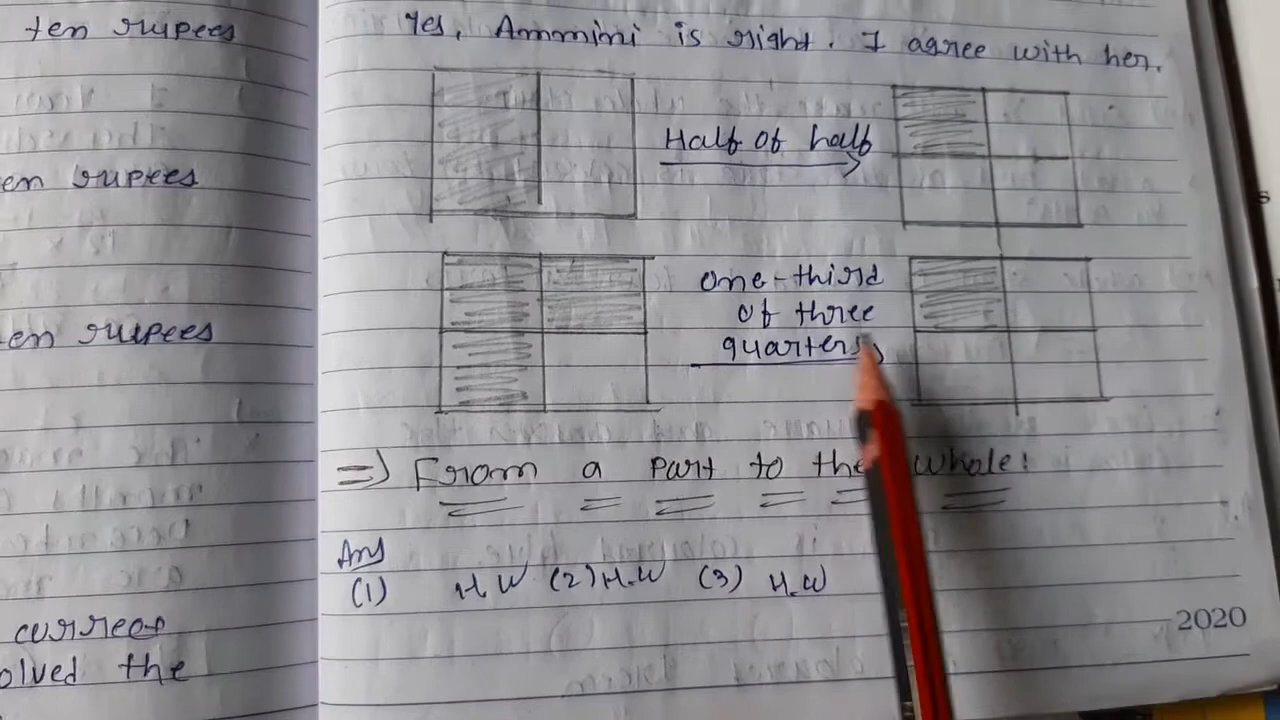 ten rupees
en rupees
en rupees
olved the
Yes, Ammini is right. I agree with her.
Half of half
One-third
of three
quarters
=) From a part to the whole!
Ans
(1) H.W (2) H.W (3) H.W
2020